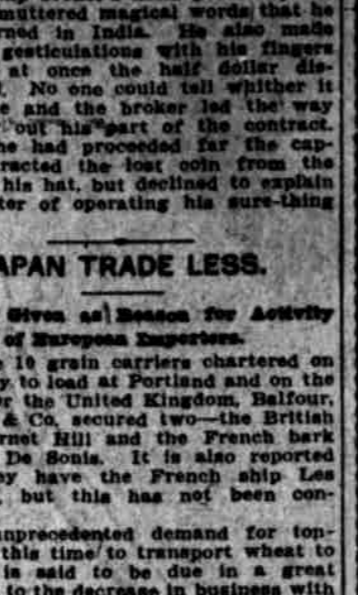 muttered magical words that he
rned in India. He also made
gesticulations with his fingers
at once the half dollar dis-
. No one could tell whither it
e and the broker led the way
out his part of the contract.
he had proceeded far the cap-
racted the lost coin from the
his hat, but declined to explain
ter of operating his sure-thing
APAN TRADE LESS.
Given as Reason for Activity
of European Importers.
10 grain carriers chartered on
y to load at Portland and on the
r the United Kingdom, Balfour,
& Co. secured two—the British
rnet Hill and the French bark
De Sonis. It is also reported
ey have the French ship Les
, but this has not been con-
unprecedented demand for ton-
this time to transport wheat to
is said to be due in a great
to the decrease in business with